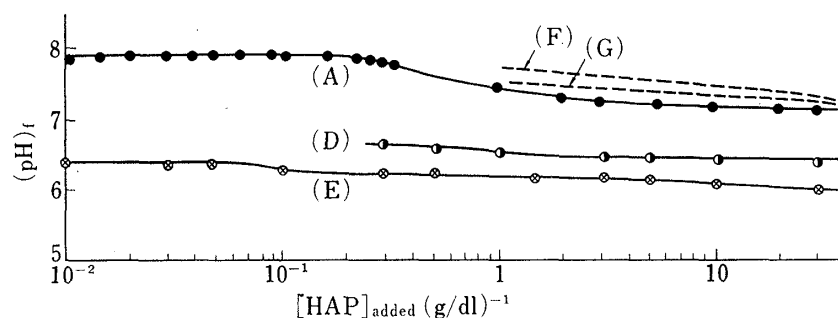 8
7
6
5
(pH)f
(A)
(F)
(G)
(D)
(E)
10⁻²
10⁻¹
1
10
[HAP]added (g/dl)⁻¹